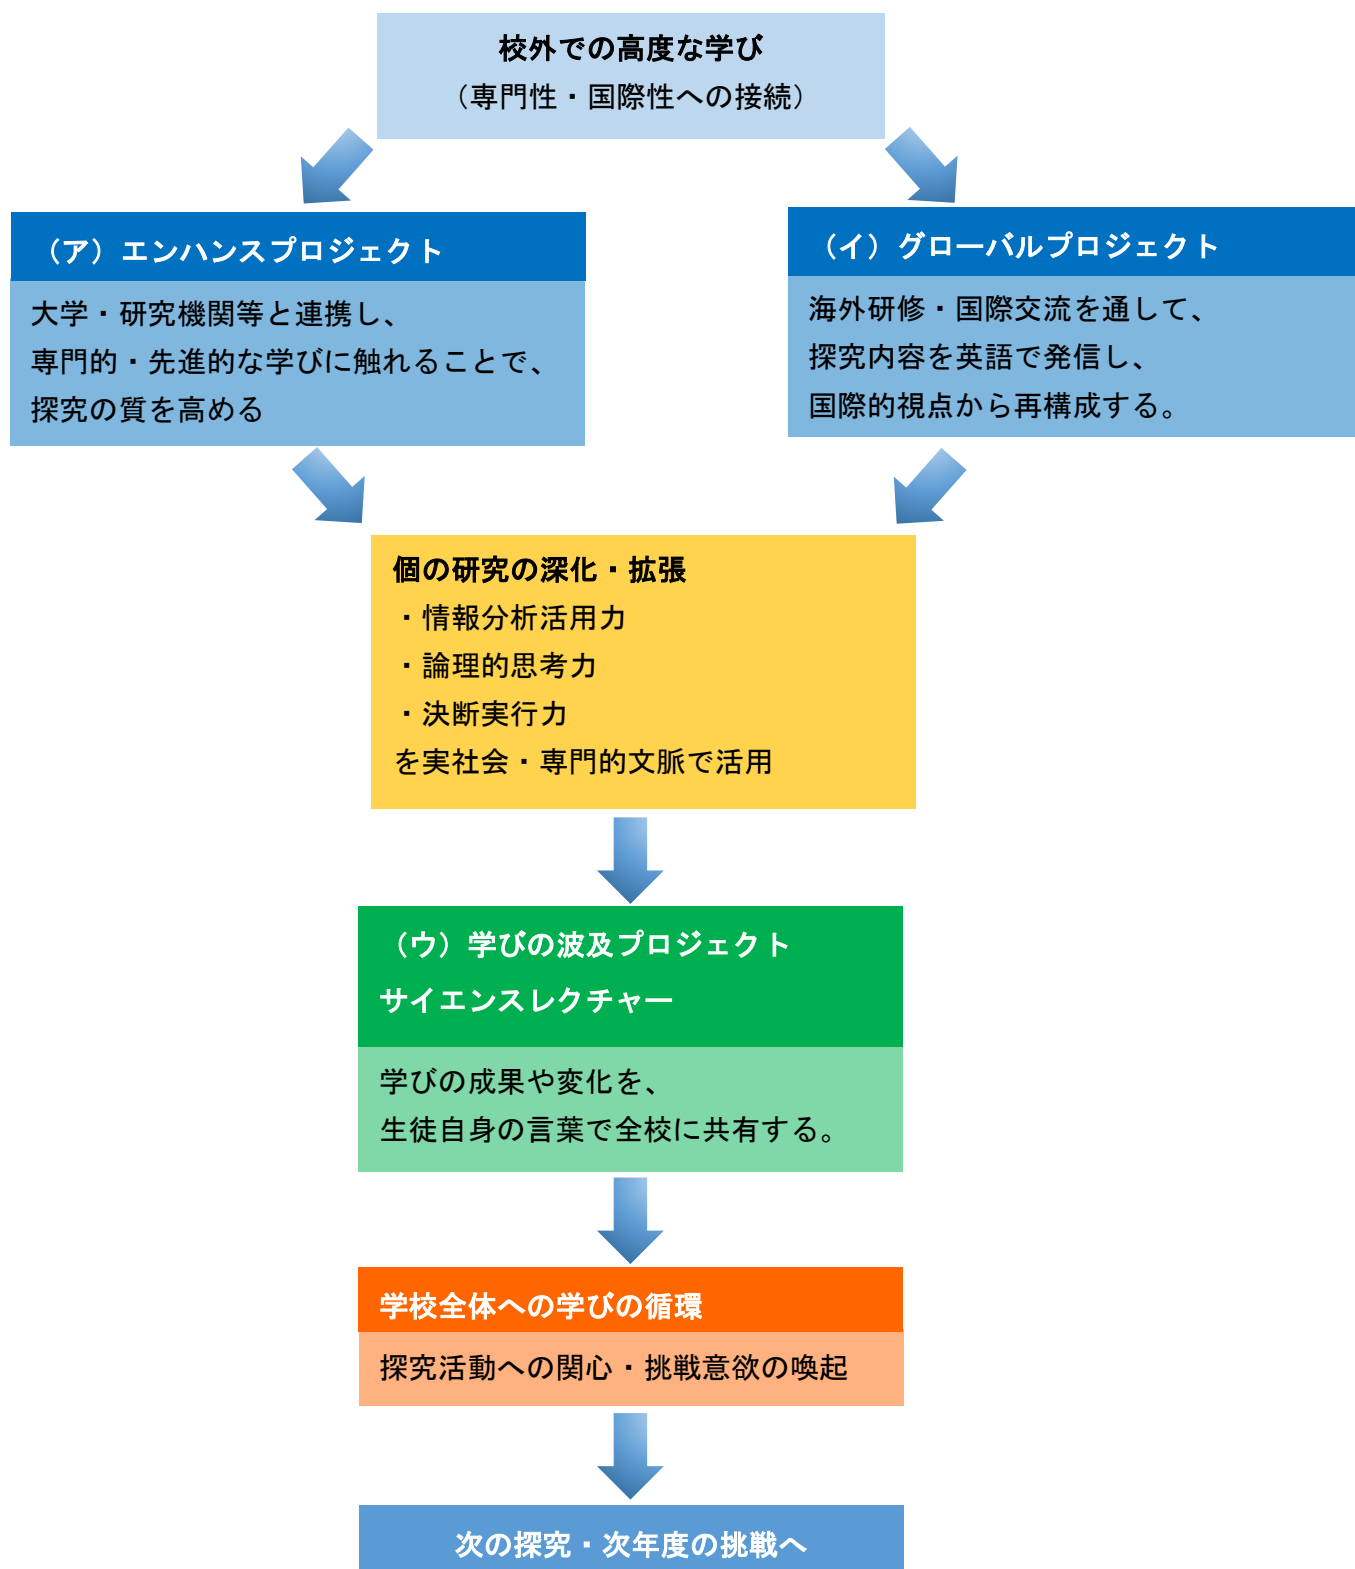 校外での高度な学び
（専門性・国際性への接続）
（ア）エンハンスプロジェクト
大学・研究機関等と連携し、
専門的・先進的な学びに触れることで、
探究の質を高める
（イ）グローバルプロジェクト
海外研修・国際交流を通して、
探究内容を英語で発信し、
国際的視点から再構成する。
個の研究の深化・拡張
・情報分析活用力
・論理的思考力
・決断実行力
を実社会・専門的文脈で活用
（ウ）学びの波及プロジェクト
サイエンスレクチャー
学びの成果や変化を、
生徒自身の言葉で全校に共有する。
学校全体への学びの循環
探究活動への関心・挑戦意欲の喚起
次の探究・次年度の挑戦へ